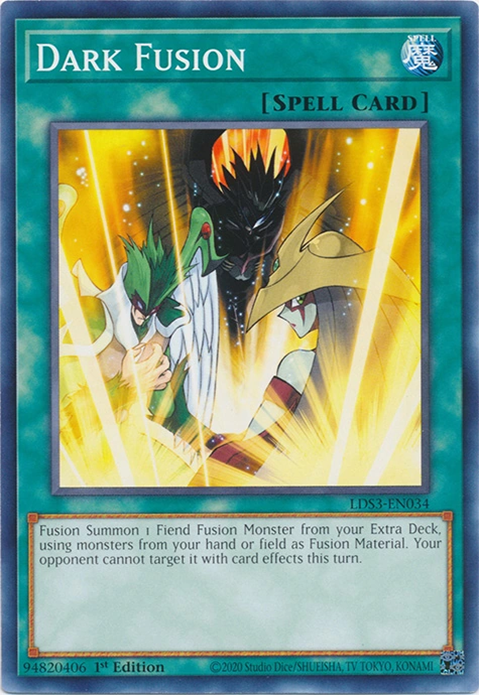 DARK FUSION
SPELL
魔
[SPELL CARD]
LDS3-EN034
Fusion Summon 1 Fiend Fusion Monster from your Extra Deck,
using monsters from your hand or field as Fusion Material. Your
opponent cannot target it with card effects this turn.
94820406 1st Edition ©2020 Studio Dice/SHUEISHA, TV TOKYO, KONAMI